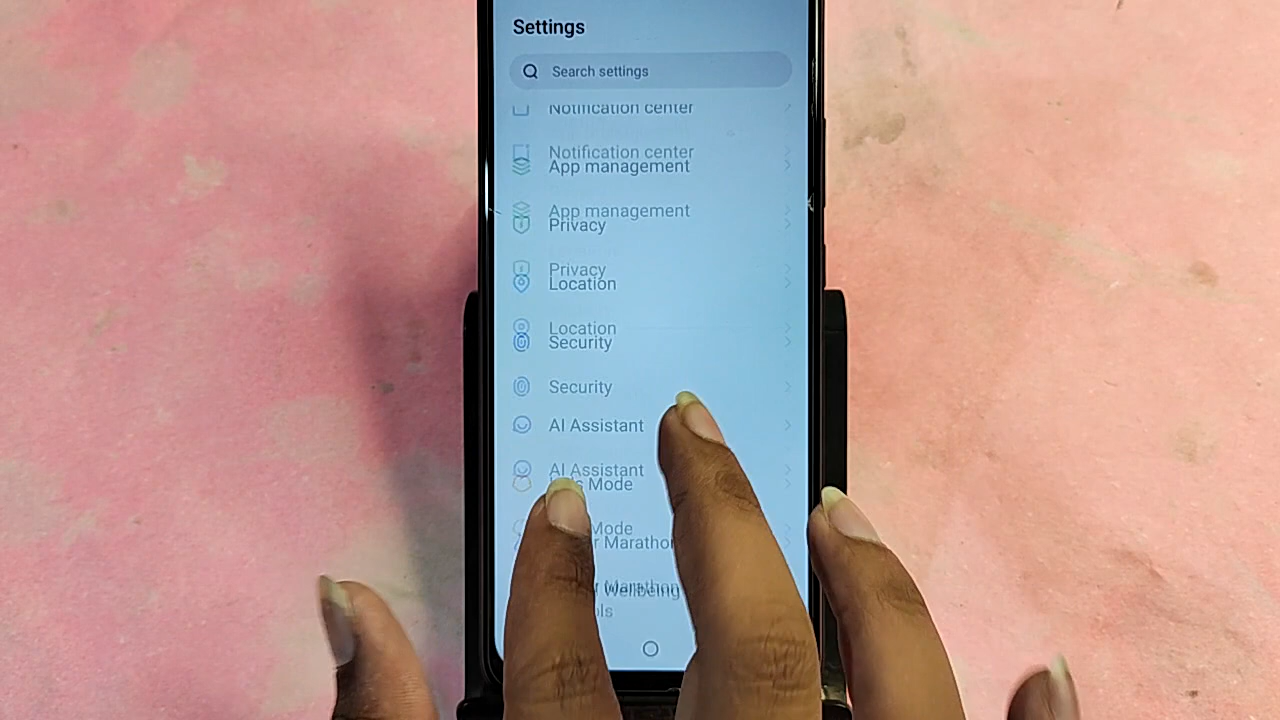 Settings
Search settings
Notification center
Notification center
App management
App management
Privacy
Privacy
Location
Location
Security
Security
AI Assistant
AI Assistant
Mode
Mode
Marathon
Marathon
Wellbeing